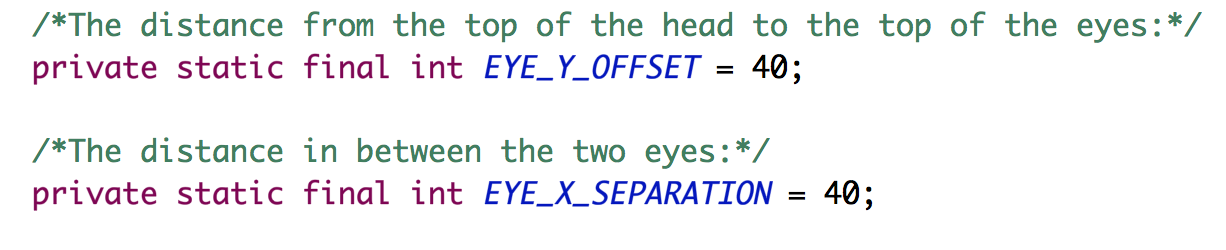 /*The distance from the top of the head to the top of the eyes:*/
private static final int EYE_Y_OFFSET = 40;
/*The distance in between the two eyes:*/
private static final int EYE_X_SEPARATION = 40;